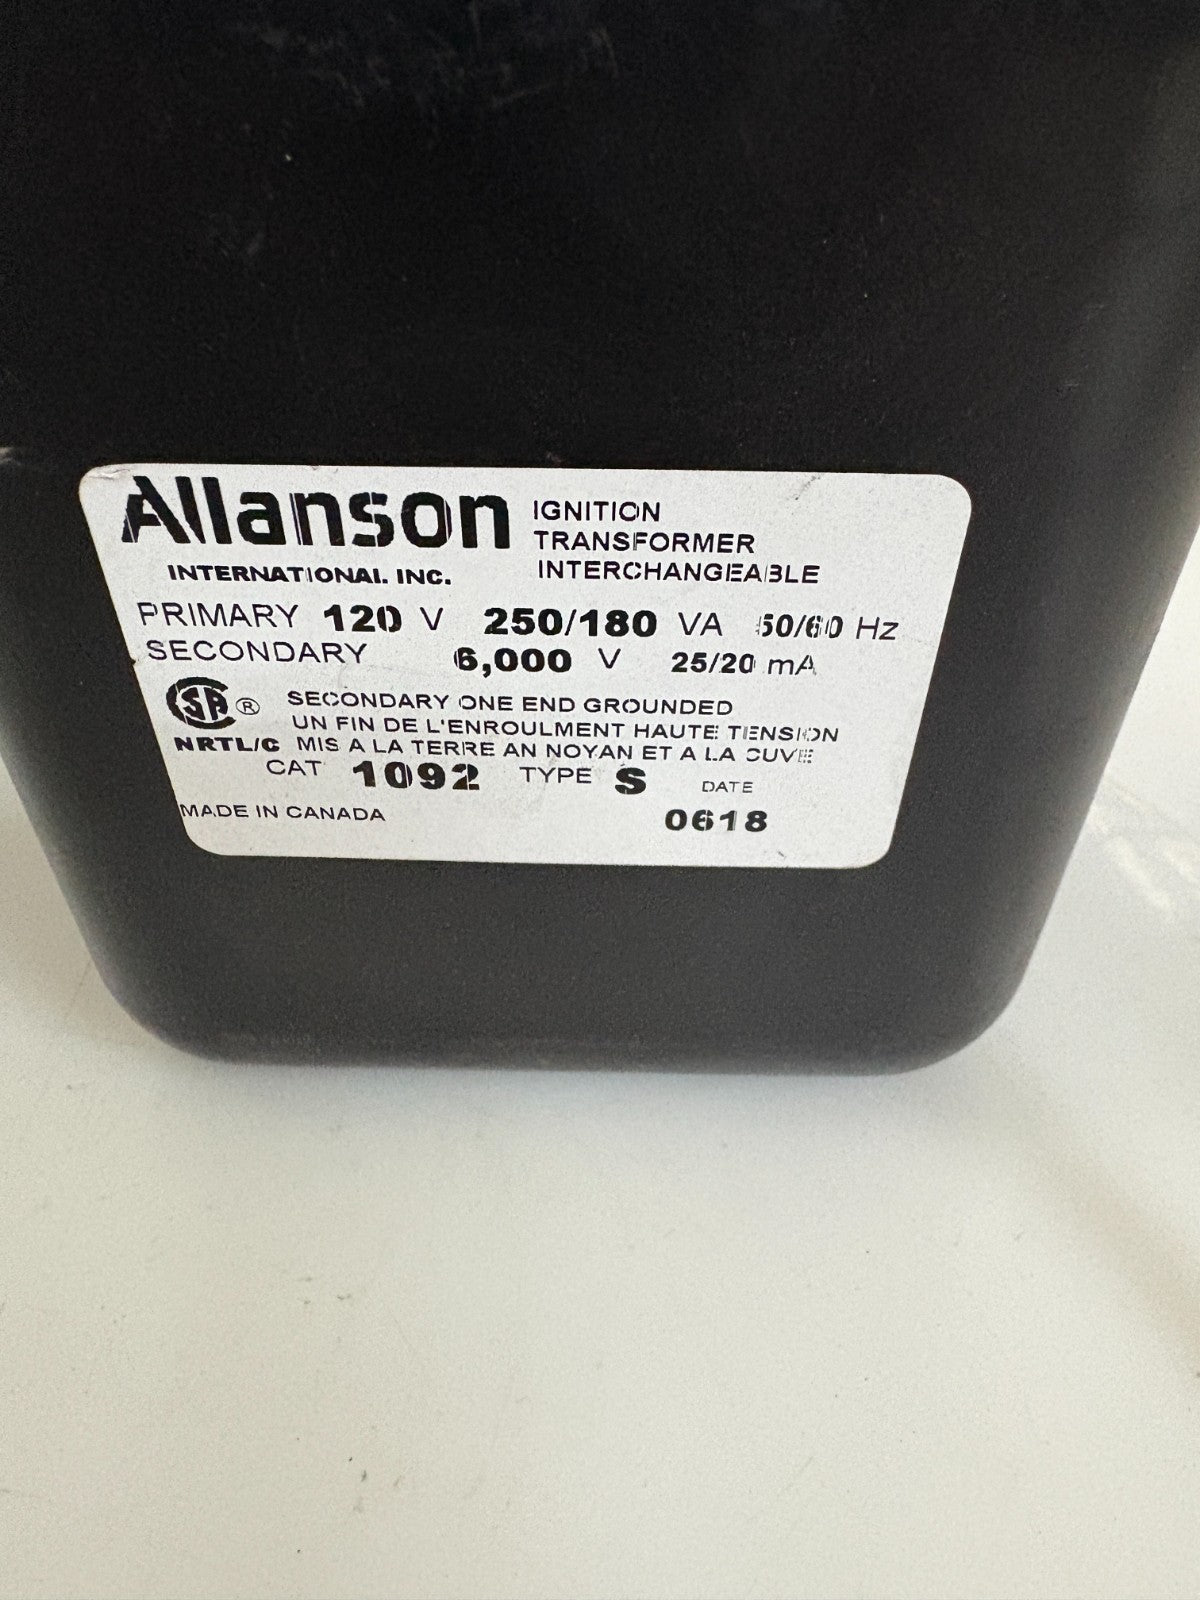 Allanson IGNITION
TRANSFORMER
INTERNATIONAL INC. INTERCHANGEABLE
PRIMARY 120 V 250/180 VA 50/60 Hz
SECONDARY 6,000 V 25/20 mA
SA ® SECONDARY ONE END GROUNDED
UN FIN DE L'ENROULMENT HAUTE TENSION
NRTL/C MIS A LA TERRE AN NOYAN ET A LA CUVE
CAT 1092 TYPE S DATE
MADE IN CANADA 0618